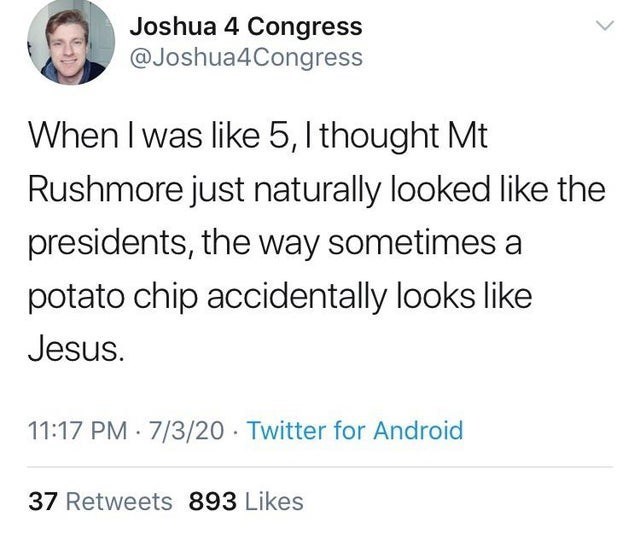 Joshua 4 Congress
@Joshua4Congress
When I was like 5, I thought Mt
Rushmore just naturally looked like the
presidents, the way sometimes a
potato chip accidentally looks like
Jesus.
11:17 PM · 7/3/20 · Twitter for Android
37 Retweets 893 Likes